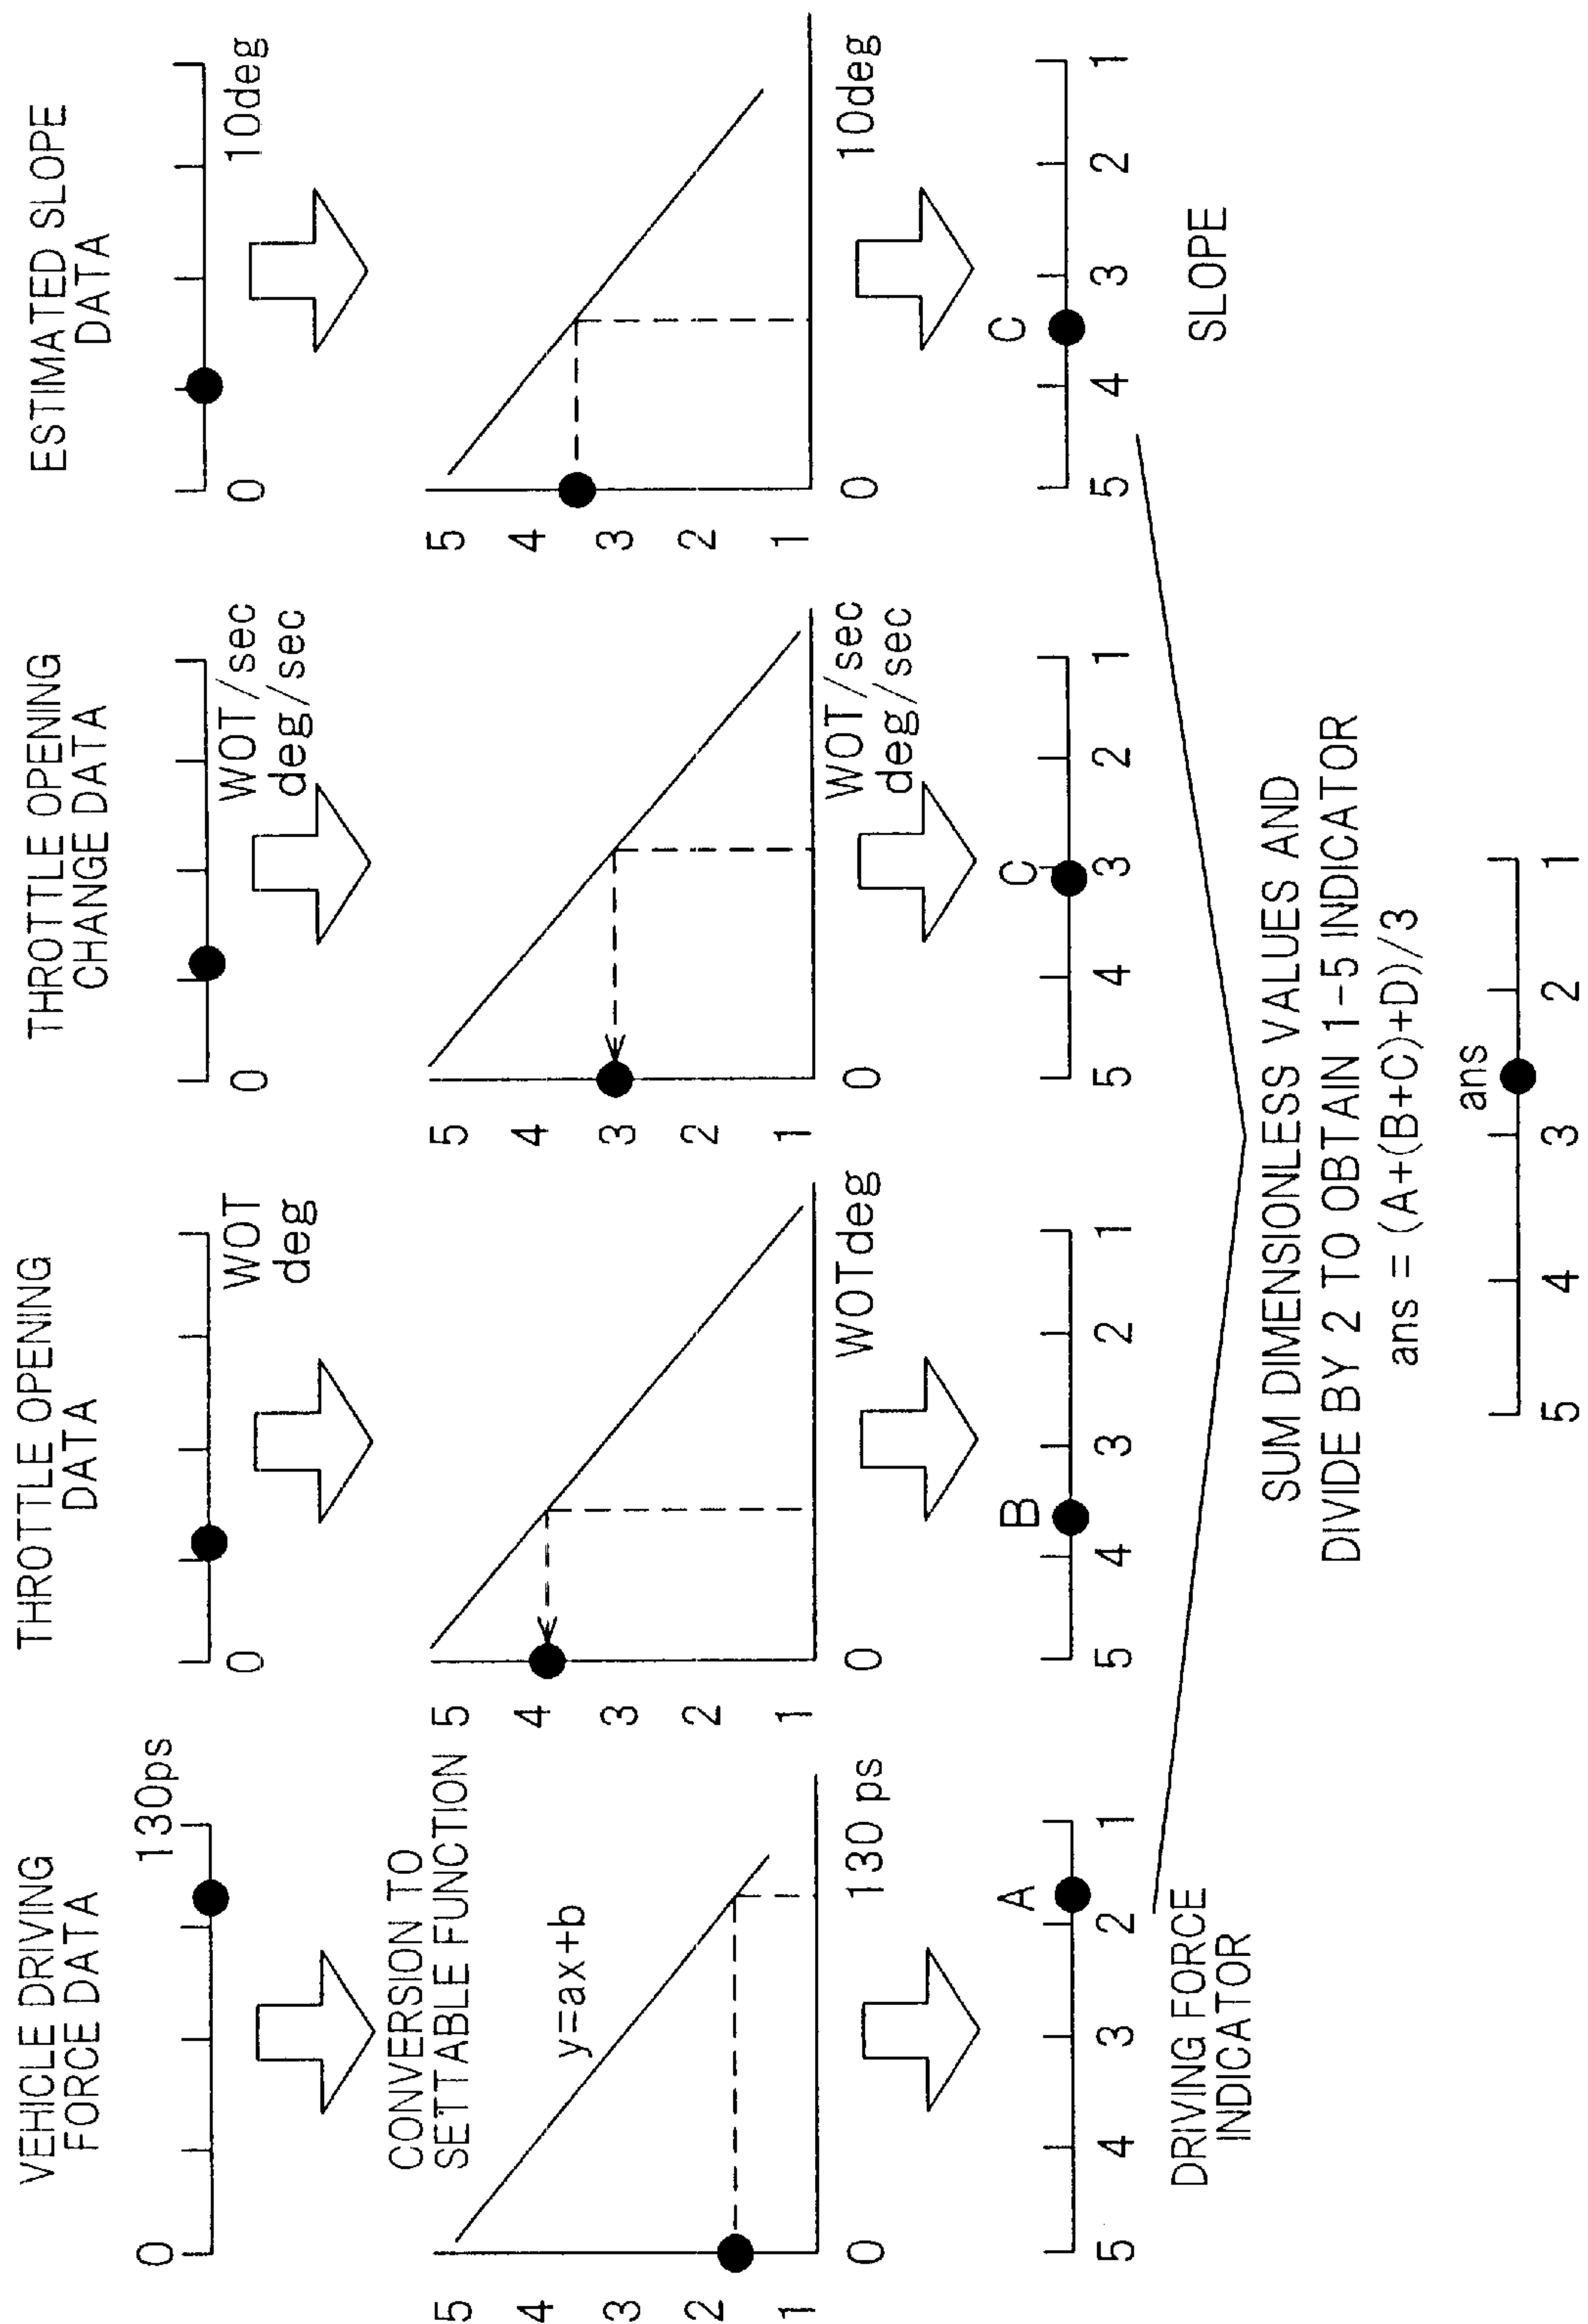 VEHICLE DRIVING
FORCE DATA
0
130ps
CONVERSION TO
SETTABLE FUNCTION
5
4
3
2
1
y=ax+b
0
130 ps
A
5
4
3
2
1
DRIVING FORCE
INDICATOR
THROTTLE OPENING
DATA
0
WOT
deg
5
4
3
2
1
0
WOTdeg
B
5
4
3
2
1
THROTTLE OPENING
CHANGE DATA
0
WOT/sec
deg/sec
5
4
3
2
1
0
WOT/sec
deg/sec
C
5
4
3
2
1
ESTIMATED SLOPE
DATA
0
10deg
5
4
3
2
1
0
10deg
C
5
4
3
2
1
SLOPE
SUM DIMENSIONLESS VALUES AND
DIVIDE BY 2 TO OBTAIN 1-5 INDICATOR
ans = (A+(B+C)+D))/3
ans
5
4
3
2
1